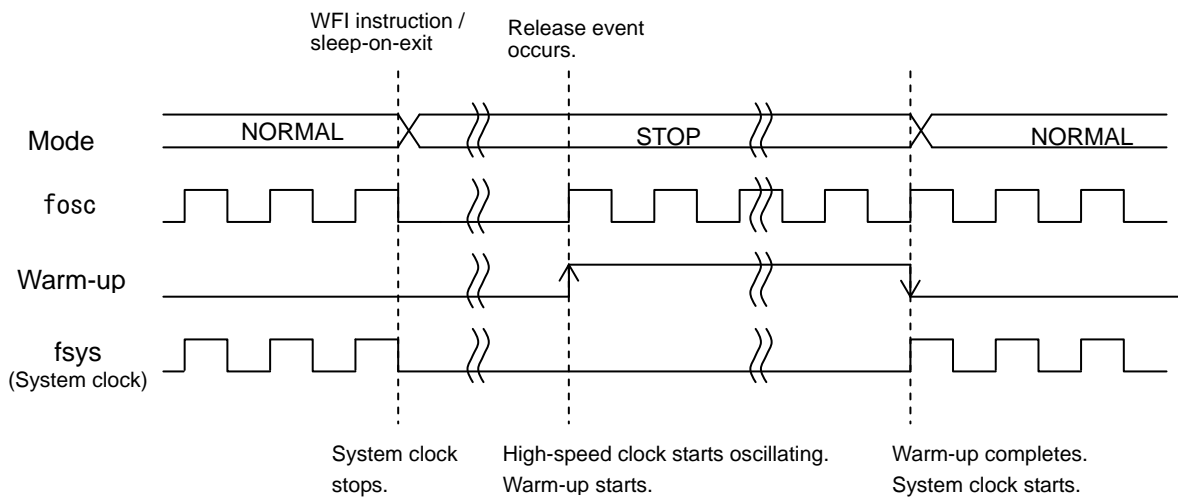 WFI instruction /
sleep-on-exit
Release event
occurs.
Mode
NORMAL
STOP
NORMAL
fosc
Warm-up
fsys
(System clock)
System clock
stops.
High-speed clock starts oscillating.
Warm-up starts.
Warm-up completes.
System clock starts.